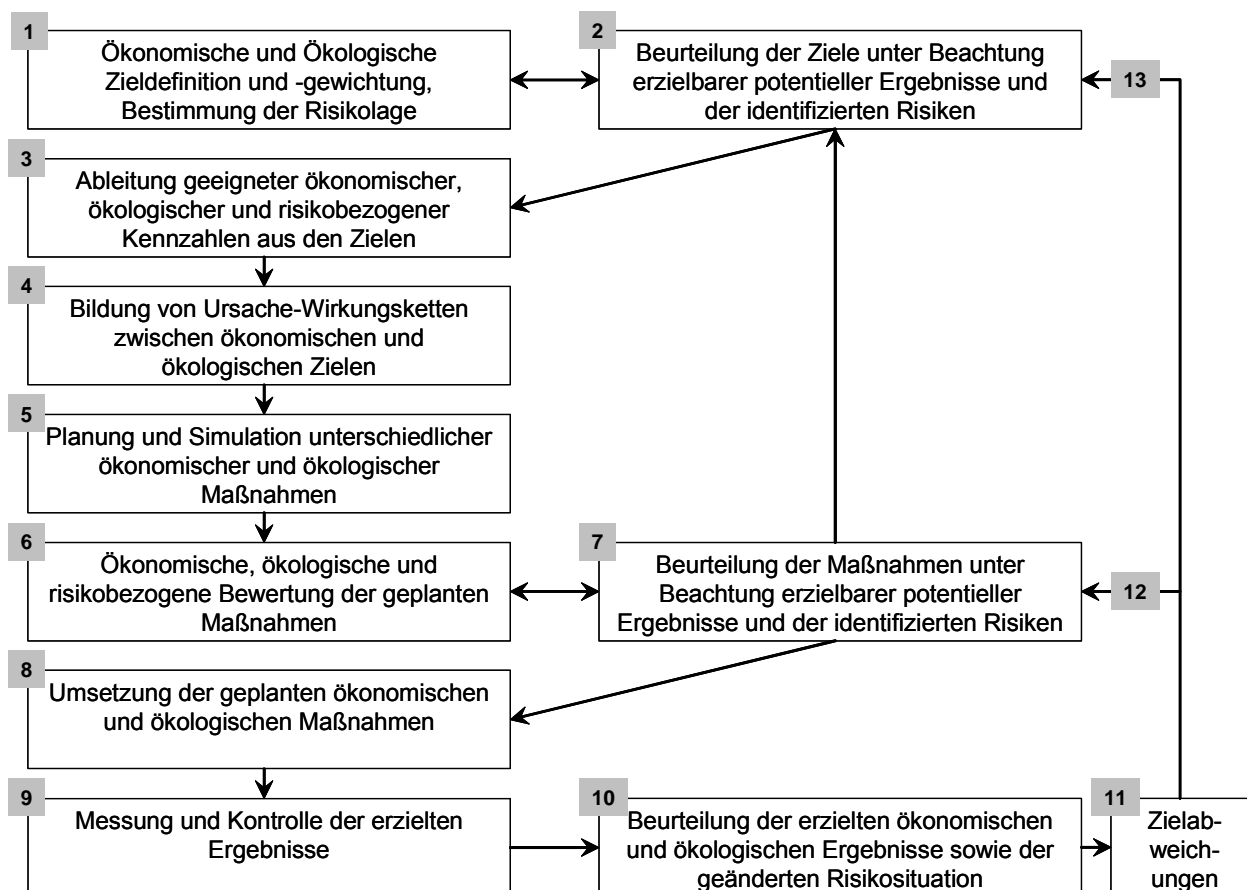 1
Ökonomische und Ökologische
Zieldefinition und -gewichtung,
Bestimmung der Risikolage
2
Beurteilung der Ziele unter Beachtung
erzielbarer potentieller Ergebnisse und
der identifizierten Risiken
13
3
Ableitung geeigneter ökonomischer,
ökologischer und risikobezogener
Kennzahlen aus den Zielen
4
Bildung von Ursache-Wirkungsketten
zwischen ökonomischen und
ökologischen Zielen
5
Planung und Simulation unterschiedlicher
ökonomischer und ökologischer
Maßnahmen
6
Ökonomische, ökologische und
risikobezogene Bewertung der geplanten
Maßnahmen
7
Beurteilung der Maßnahmen unter
Beachtung erzielbarer potentieller
Ergebnisse und der identifizierten Risiken
12
8
Umsetzung der geplanten ökonomischen
und ökologischen Maßnahmen
9
Messung und Kontrolle der erzielten
Ergebnisse
10
Beurteilung der erzielten ökonomischen
und ökologischen Ergebnisse sowie der
geänderten Risikosituation
11
Zielab-
weich-
ungen